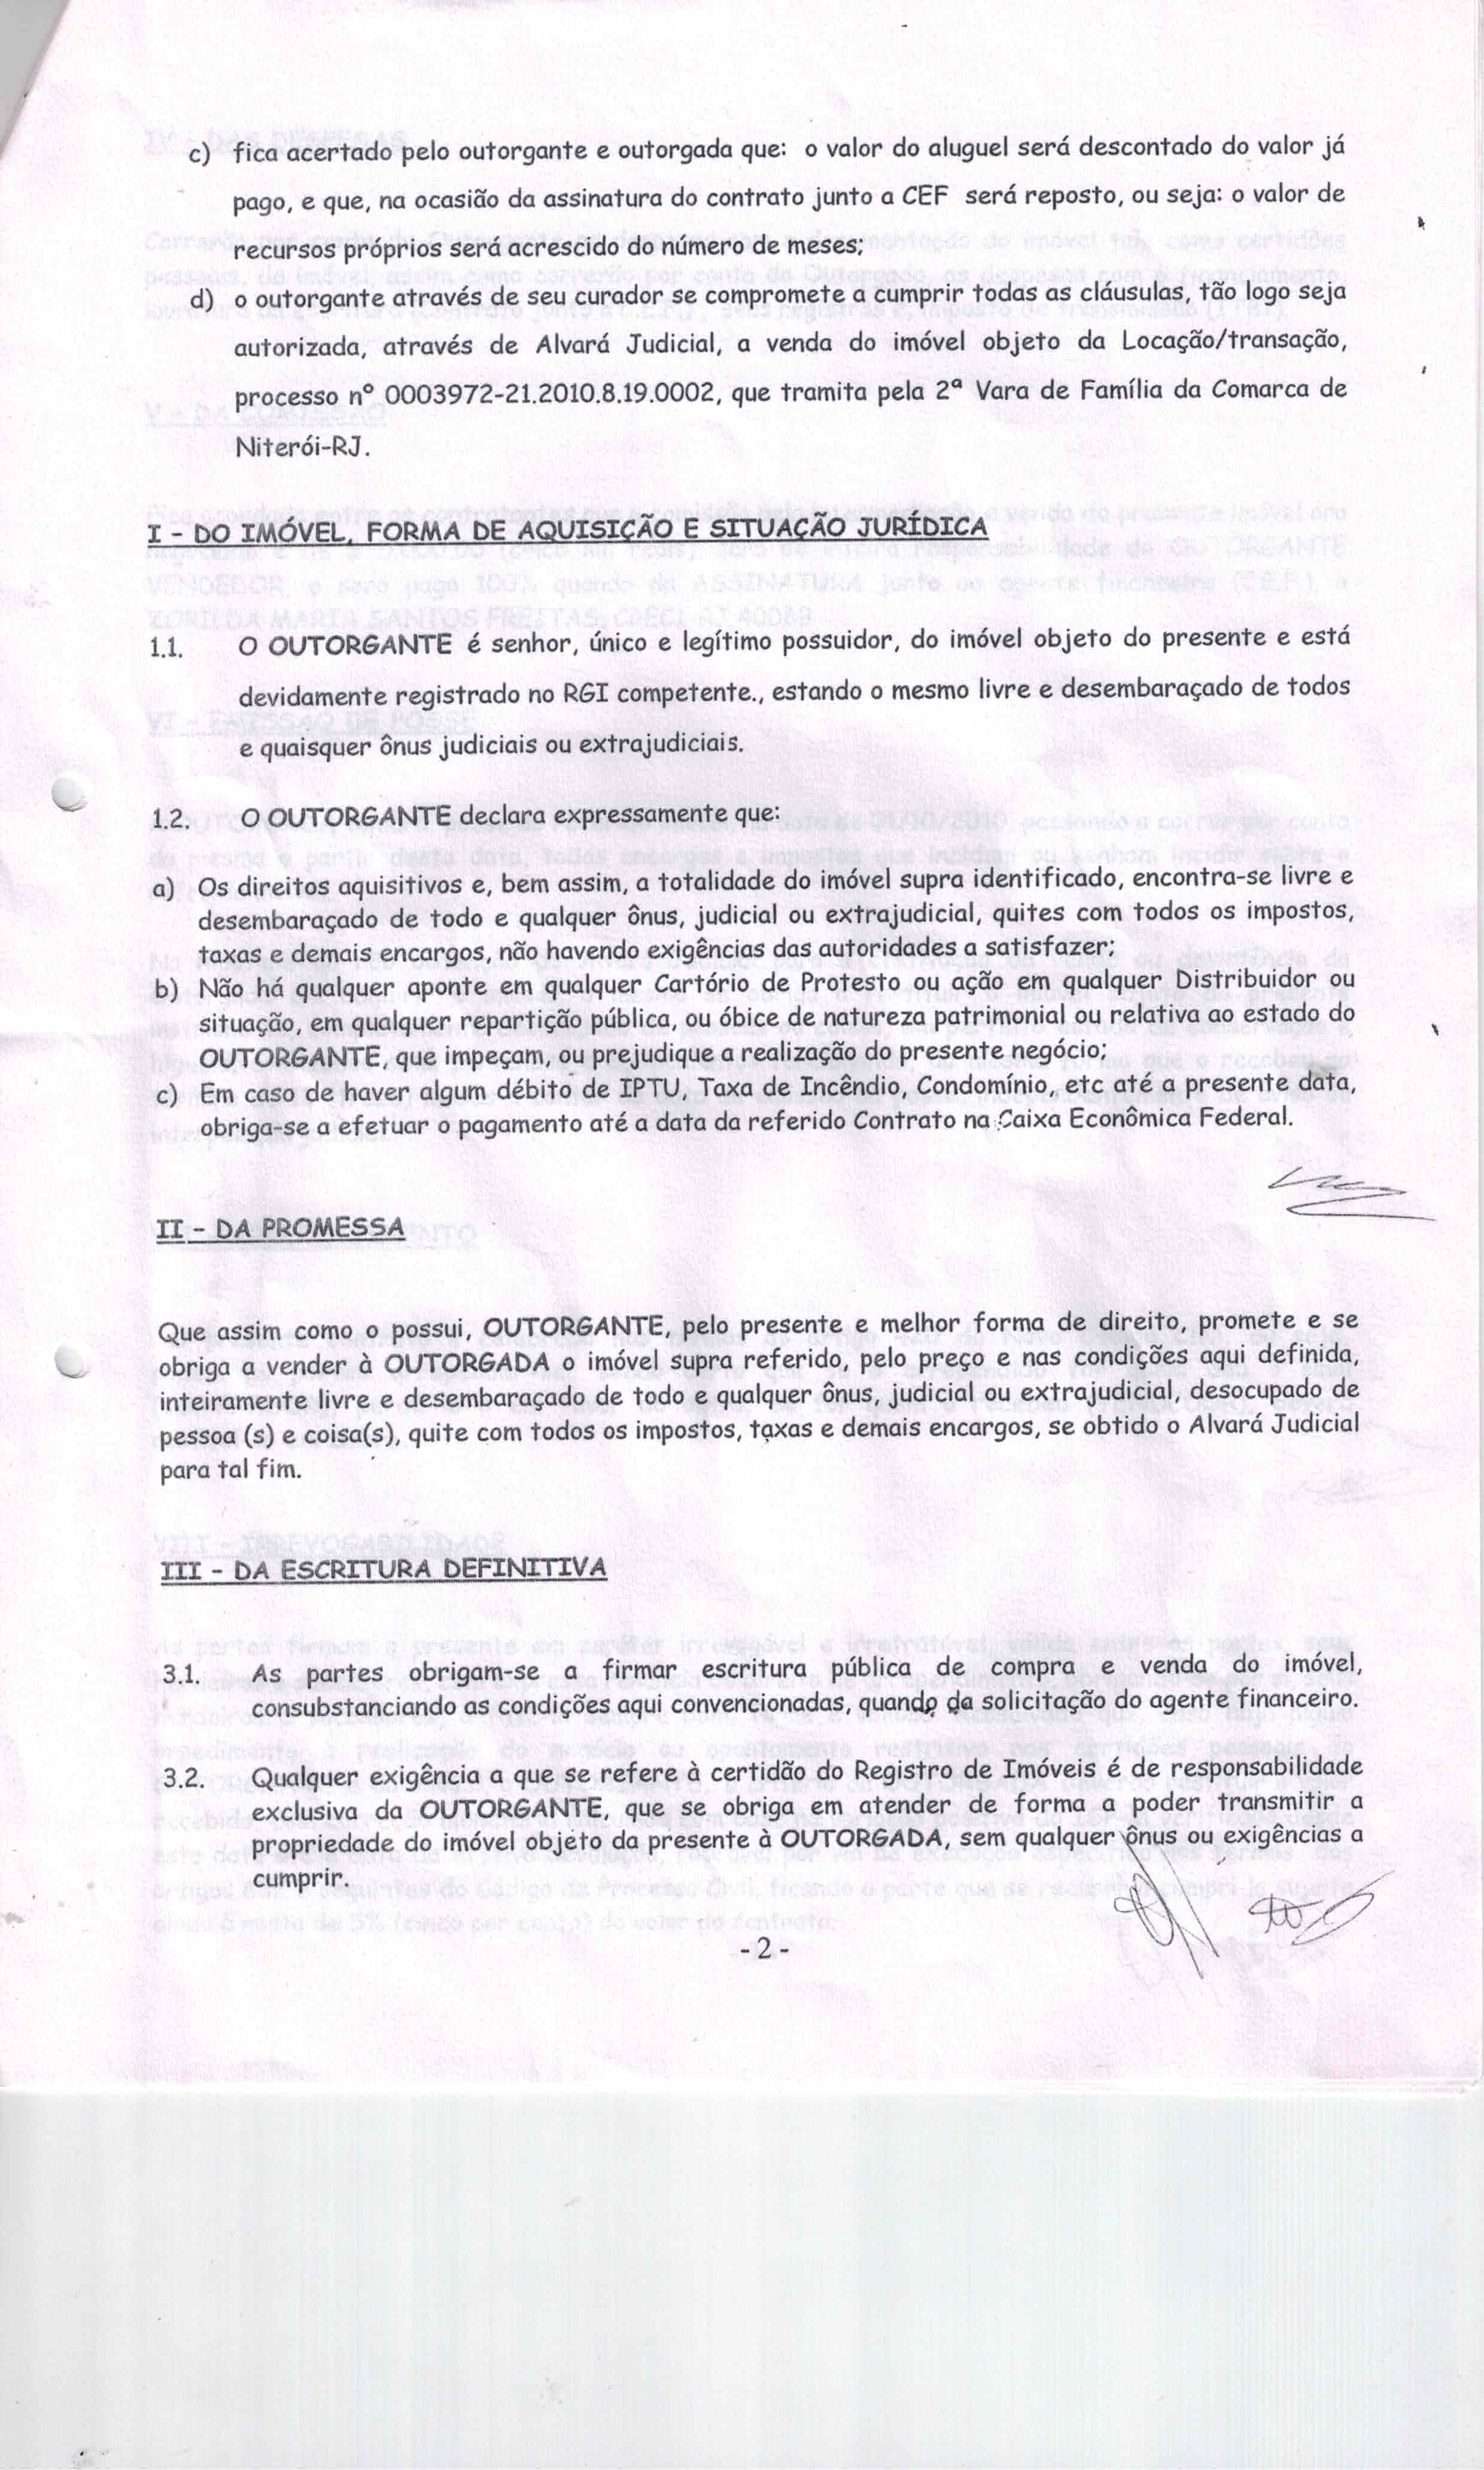 c) fica acertado pelo outorgante e outorgada que: o valor do aluguel será descontado do valor já
pago, e que, na ocasião da assinatura do contrato junto a CEF será reposto, ou seja: o valor de
recursos próprios será acrescido do número de meses;
d) o outorgante através de seu curador se compromete a cumprir todas as cláusulas, tão logo seja
autorizada, através de Alvará Judicial, a venda do imóvel objeto da Locação/transação,
processo nº 0003972-21.2010.8.19.0002, que tramita pela 2ª Vara de Família da Comarca de
Niterói-RJ.
I - DO IMÓVEL, FORMA DE AQUISIÇÃO E SITUAÇÃO JURÍDICA
1.1. O OUTORGANTE é senhor, único e legítimo possuidor, do imóvel objeto do presente e está
devidamente registrado no RGI competente., estando o mesmo livre e desembaraçado de todos
e quaisquer ônus judiciais ou extrajudiciais.
1.2. O OUTORGANTE declara expressamente que:
a) Os direitos aquisitivos e, bem assim, a totalidade do imóvel supra identificado, encontra-se livre e
desembaraçado de todo e qualquer ônus, judicial ou extrajudicial, quites com todos os impostos,
taxas e demais encargos, não havendo exigências das autoridades a satisfazer;
b) Não há qualquer aponte em qualquer Cartório de Protesto ou ação em qualquer Distribuidor ou
situação, em qualquer repartição pública, ou óbice de natureza patrimonial ou relativa ao estado do
OUTORGANTE, que impeçam, ou prejudique a realização do presente negócio;
c) Em caso de haver algum débito de IPTU, Taxa de Incêndio, Condomínio, etc até a presente data,
obriga-se a efetuar o pagamento até a data da referido Contrato na Caixa Econômica Federal.
II - DA PROMESSA
Que assim como o possui, OUTORGANTE, pelo presente e melhor forma de direito, promete e se
obriga a vender à OUTORGADA o imóvel supra referido, pelo preço e nas condições aqui definida,
inteiramente livre e desembaraçado de todo e qualquer ônus, judicial ou extrajudicial, desocupado de
pessoa (s) e coisa(s), quite com todos os impostos, taxas e demais encargos, se obtido o Alvará Judicial
para tal fim.
III - DA ESCRITURA DEFINITIVA
3.1. As partes obrigam-se a firmar escritura pública de compra e venda do imóvel,
consubstanciando as condições aqui convencionadas, quando da solicitação do agente financeiro.
3.2. Qualquer exigência a que se refere à certidão do Registro de Imóveis é de responsabilidade
exclusiva da OUTORGANTE, que se obriga em atender de forma a poder transmitir a
propriedade do imóvel objeto da presente à OUTORGADA, sem qualquer ônus ou exigências a
cumprir.
- 2 -